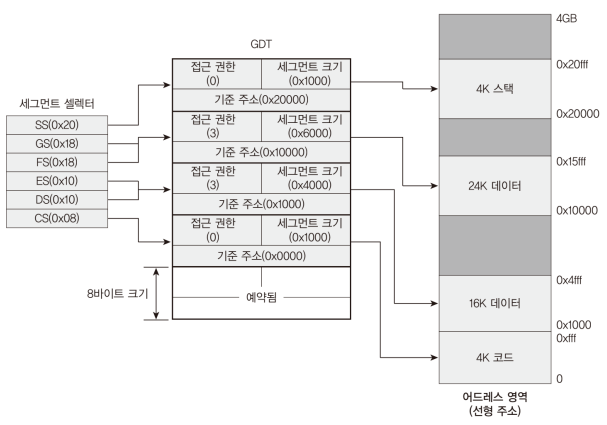 세그먼트 셀렉터
SS(0x20)
GS(0x18)
FS(0x18)
ES(0x10)
DS(0x10)
CS(0x08)
GDT
접근 권한
(0)
세그먼트 크기
(0x1000)
기준 주소(0x20000)
접근 권한
(3)
세그먼트 크기
(0x6000)
기준 주소(0x10000)
접근 권한
(3)
세그먼트 크기
(0x4000)
기준 주소(0x1000)
접근 권한
(0)
세그먼트 크기
(0x1000)
기준 주소(0x0000)
8바이트 크기
예약됨
4GB
0x20fff
4K 스택
0x20000
0x15fff
24K 데이터
0x10000
0x4fff
16K 데이터
0x1000
0xfff
4K 코드
0
어드레스 영역
(선형 주소)